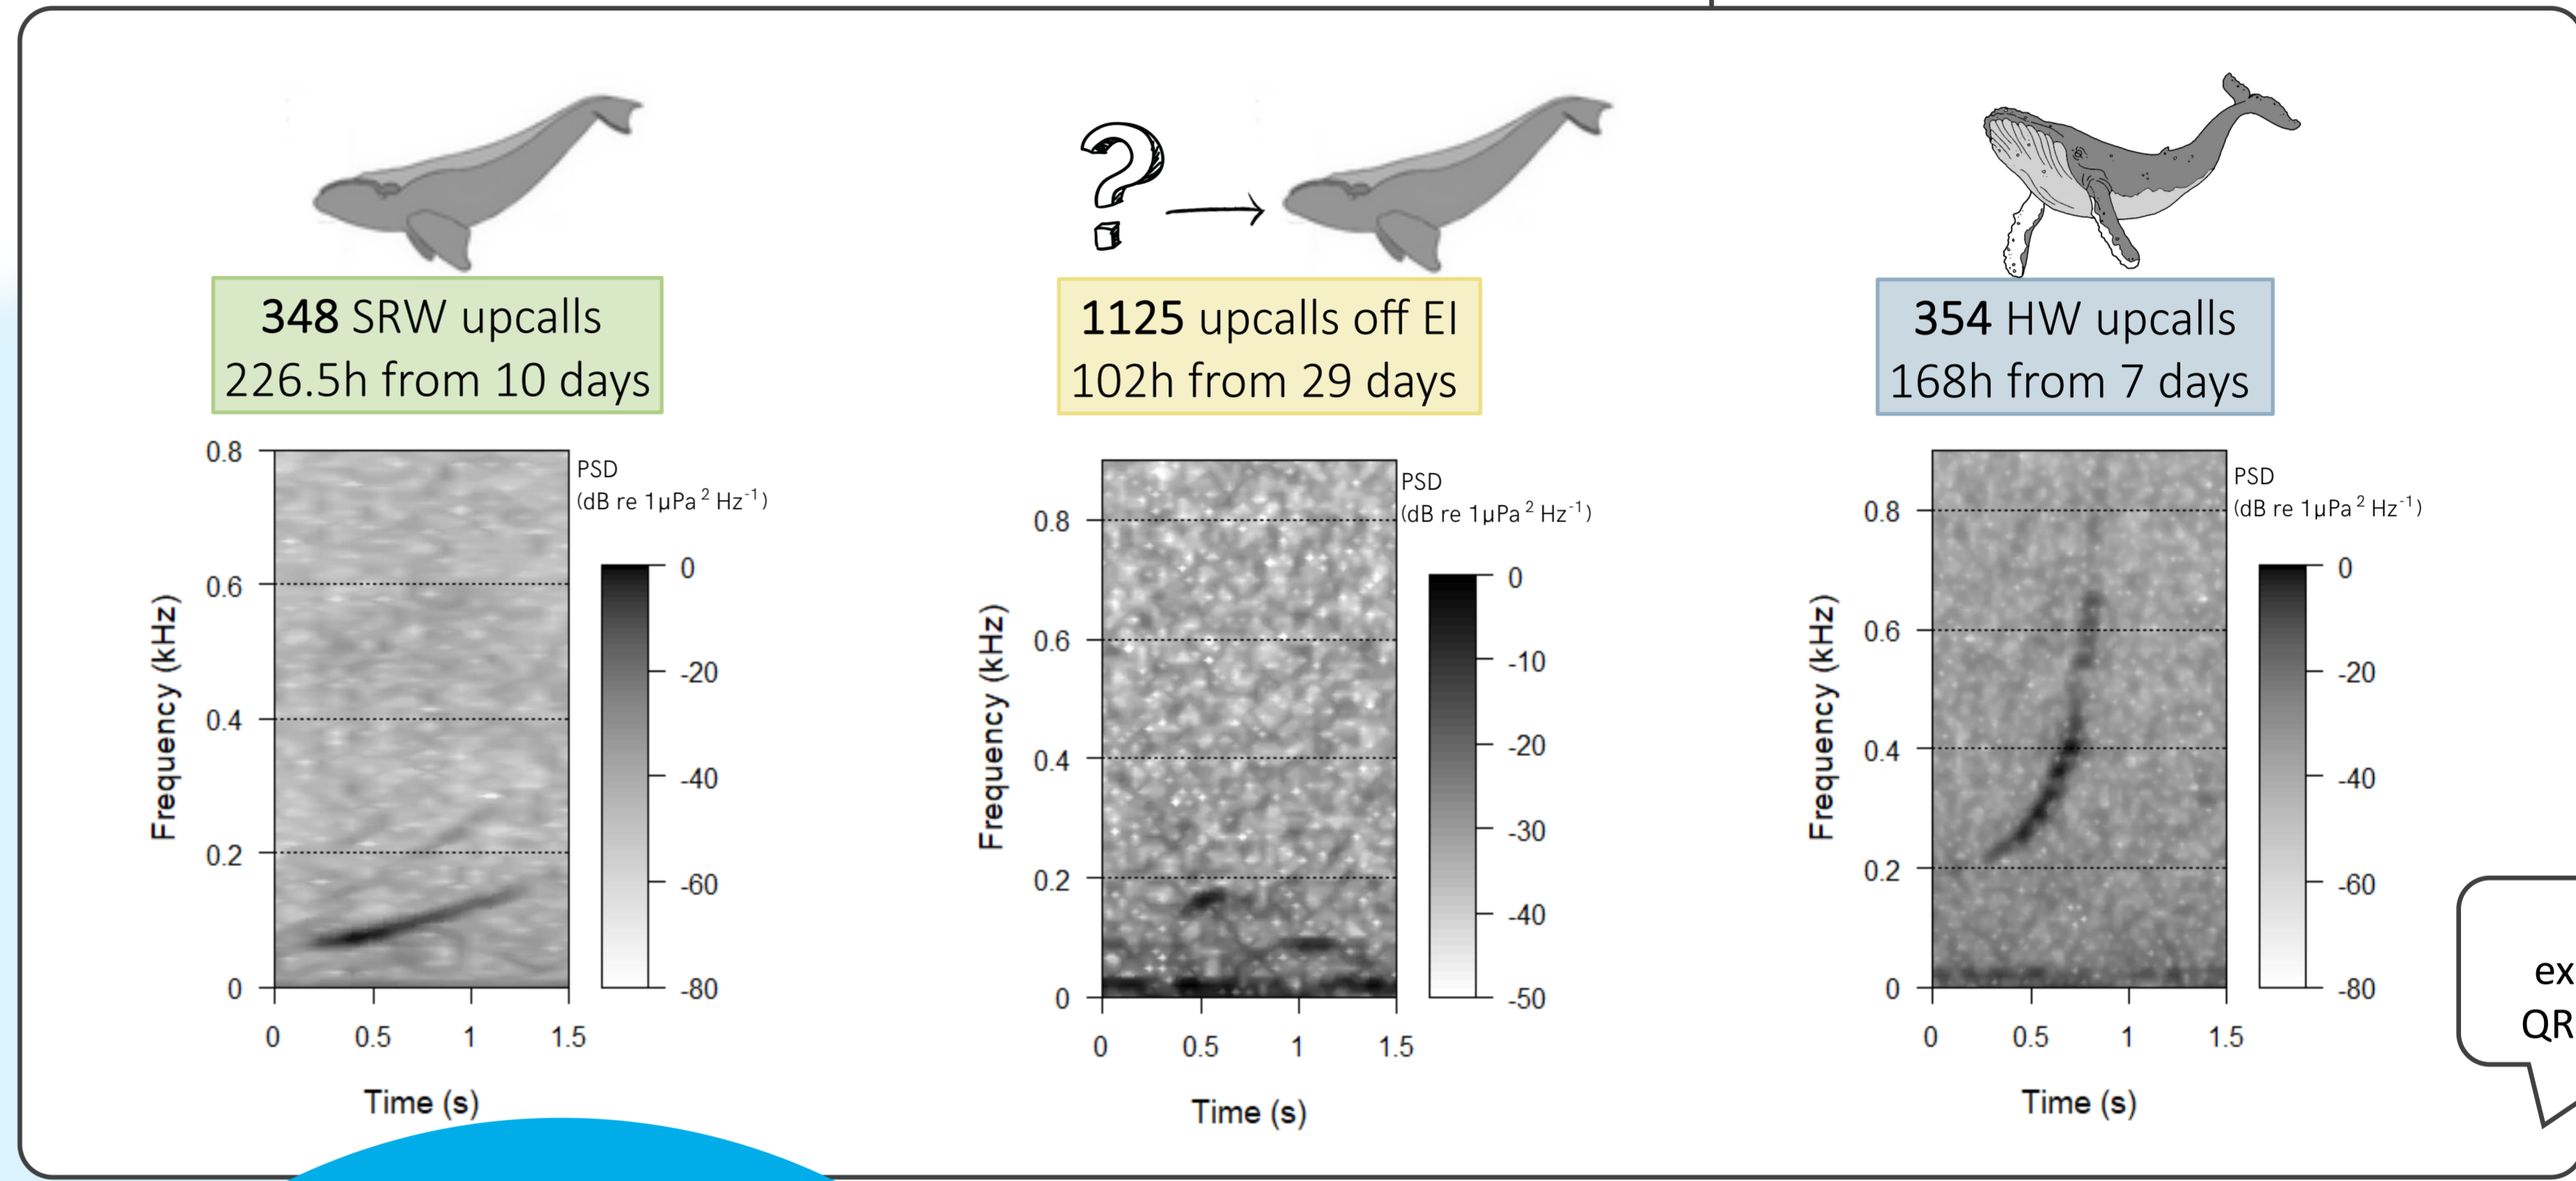 ?
348 SRW upcalls
226.5h from 10 days
1125 upcalls off EI
102h from 29 days
354 HW upcalls
168h from 7 days
Frequency (kHz)
0.8
0.6
0.4
0.2
0
0
0.5
1
1.5
Time (s)
PSD
(dB re 1µPa² Hz⁻¹)
0
-20
-40
-60
-80
Frequency (kHz)
0.8
0.6
0.4
0.2
0
0
0.5
1
1.5
Time (s)
PSD
(dB re 1µPa² Hz⁻¹)
0
-10
-20
-30
-40
-50
Frequency (kHz)
0.8
0.6
0.4
0.2
0
0
0.5
1
1.5
Time (s)
PSD
(dB re 1µPa² Hz⁻¹)
0
-20
-40
-60
-80
ex
QR